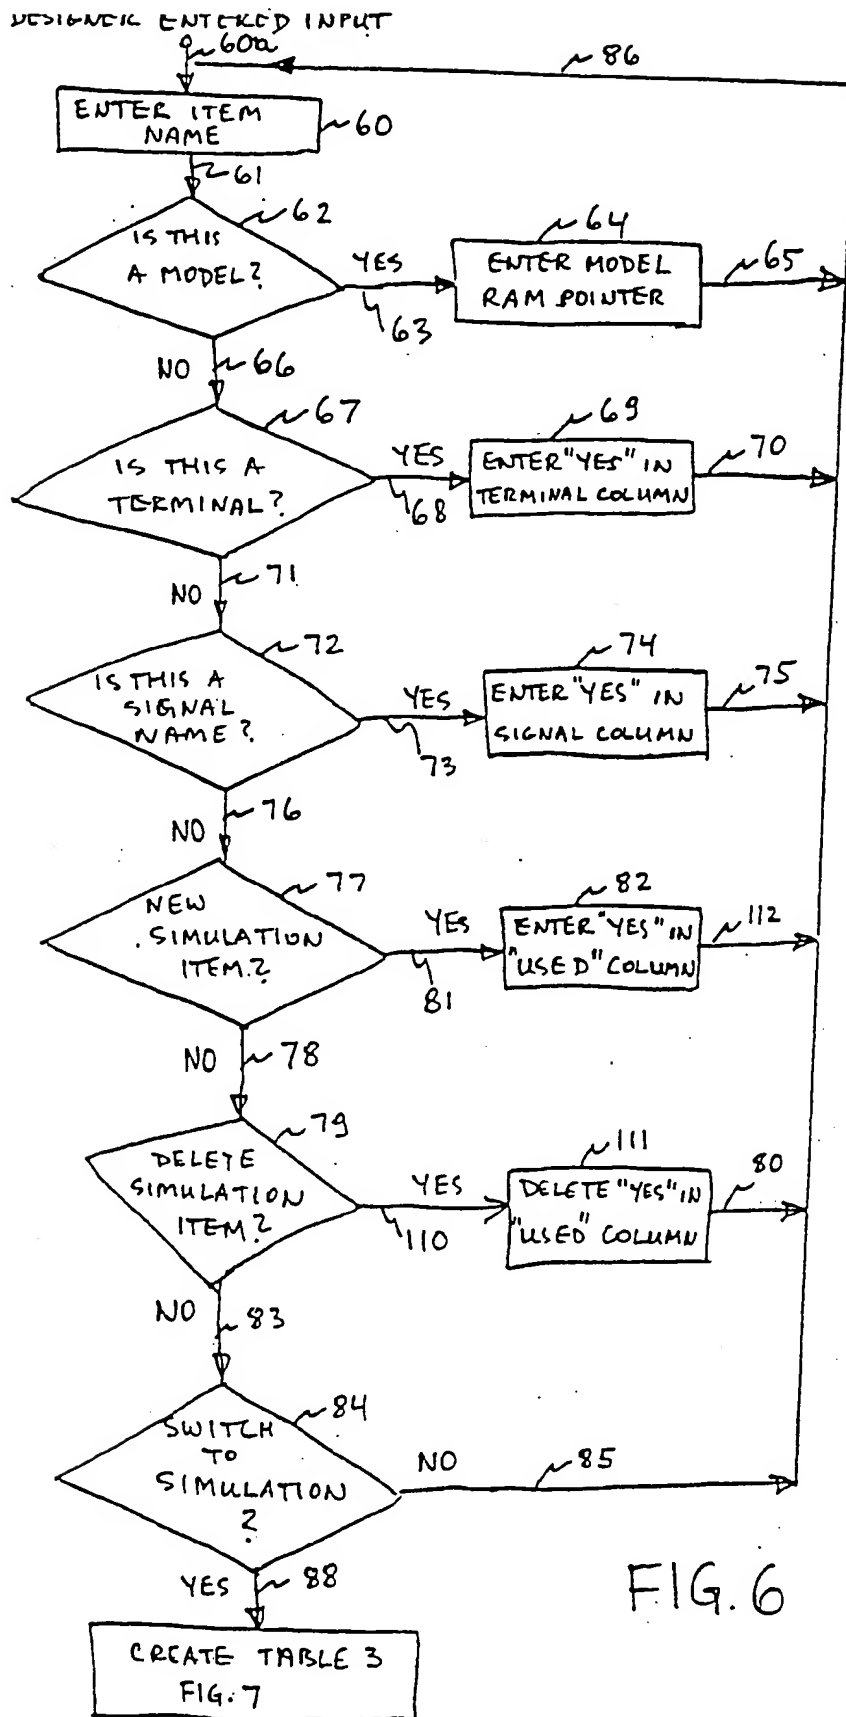 DESIGNER ENTERED INPUT
60a
86
ENTER ITEM
NAME
60
61
62
IS THIS
A MODEL?
YES
63
64
ENTER MODEL
RAM POINTER
65
NO
66
67
IS THIS A
TERMINAL?
YES
68
69
ENTER "YES" IN
TERMINAL COLUMN
70
NO
71
72
IS THIS A
SIGNAL
NAME?
YES
73
74
ENTER "YES" IN
SIGNAL COLUMN
75
NO
76
77
NEW
SIMULATION
ITEM?
YES
81
82
ENTER "YES" IN
"USED" COLUMN
112
NO
78
79
DELETE
SIMULATION
ITEM?
YES
110
111
DELETE "YES" IN
"USED" COLUMN
80
NO
83
84
SWITCH
TO
SIMULATION
?
NO
85
YES
88
CREATE TABLE 3
FIG. 7
FIG. 6